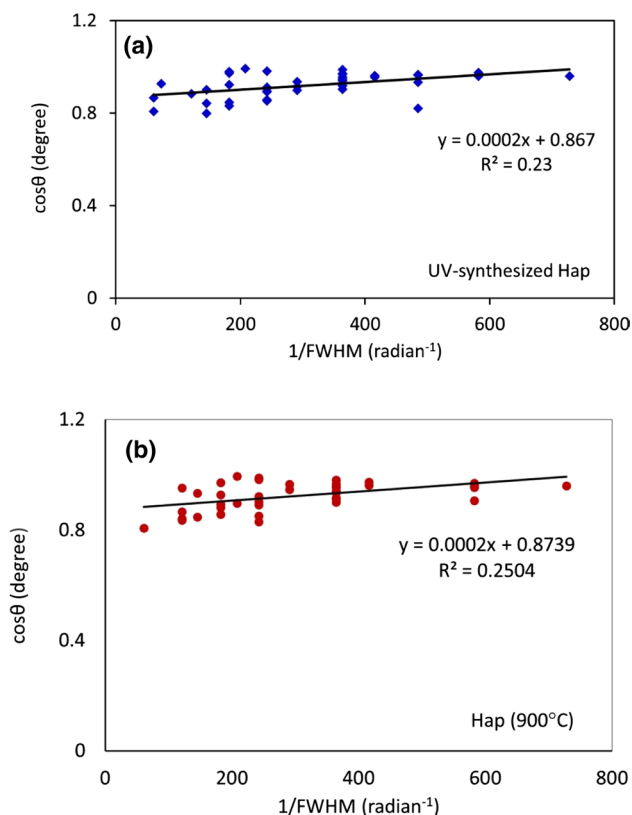 (a)
1.2
0.8
0.4
0
cosθ (degree)
y = 0.0002x + 0.867
R² = 0.23
UV-synthesized Hap
0 200 400 600 800
1/FWHM (radian⁻¹)
(b)
1.2
0.8
0.4
0
cosθ (degree)
y = 0.0002x + 0.8739
R² = 0.2504
Hap (900°C)
0 200 400 600 800
1/FWHM (radian⁻¹)